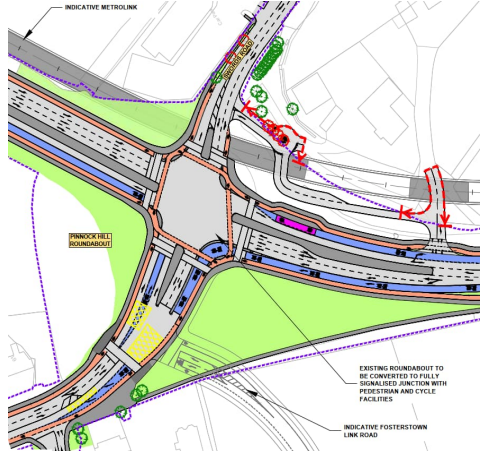 INDICATIVE METROLINK
PINNOCK HILL
ROUNDABOUT
EXISTING ROUNDABOUT TO
BE CONVERTED TO FULLY
SIGNALISED JUNCTION WITH
PEDESTRIAN AND CYCLE
FACILITIES
INDICATIVE FOSTERSTOWN
LINK ROAD